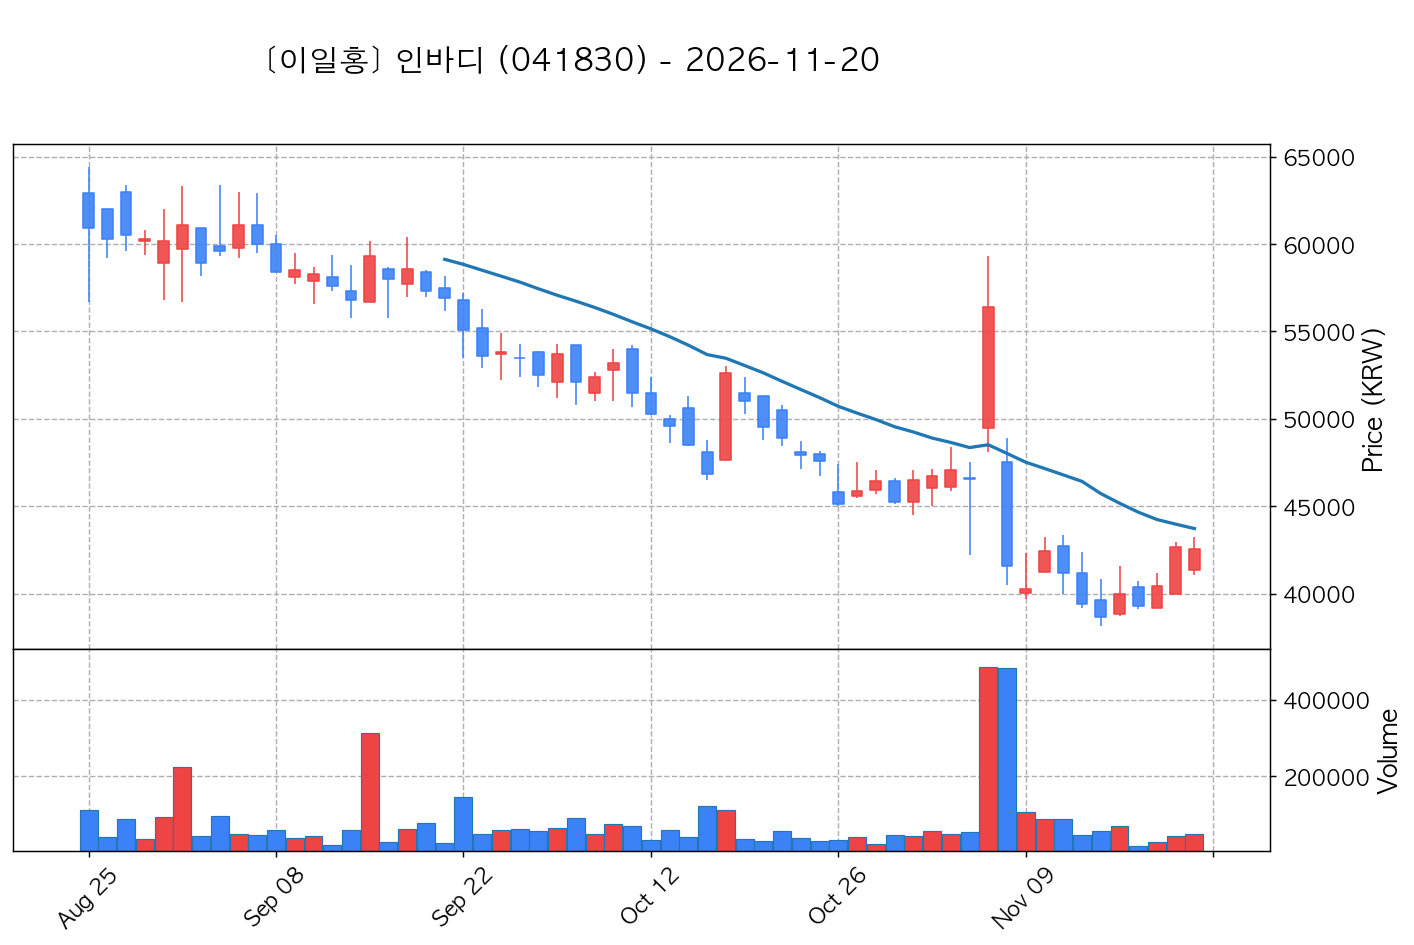 〔이일홍〕 인바디 (041830) - 2026-11-20
65000
60000
55000
50000
45000
40000
Price (KRW)
400000
200000
Volume
Aug 25
Sep 08
Sep 22
Oct 12
Oct 26
Nov 09